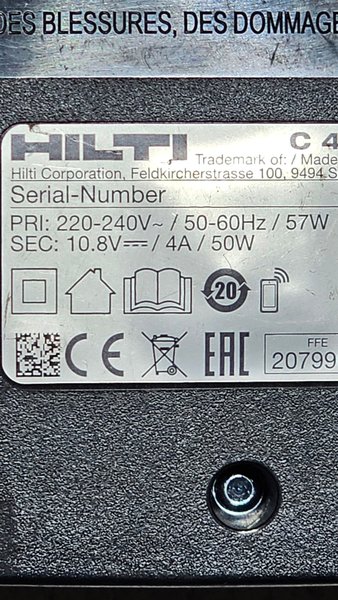 DES BLESSURES, DES DOMMAGE
HILTI C 4
Trademark of: / Made
Hilti Corporation, Feldkircherstrasse 100, 9494 S
Serial-Number
PRI: 220-240V~ / 50-60Hz / 57W
SEC: 10.8V⎓ / 4A / 50W
20
CE EAC FFE
20799